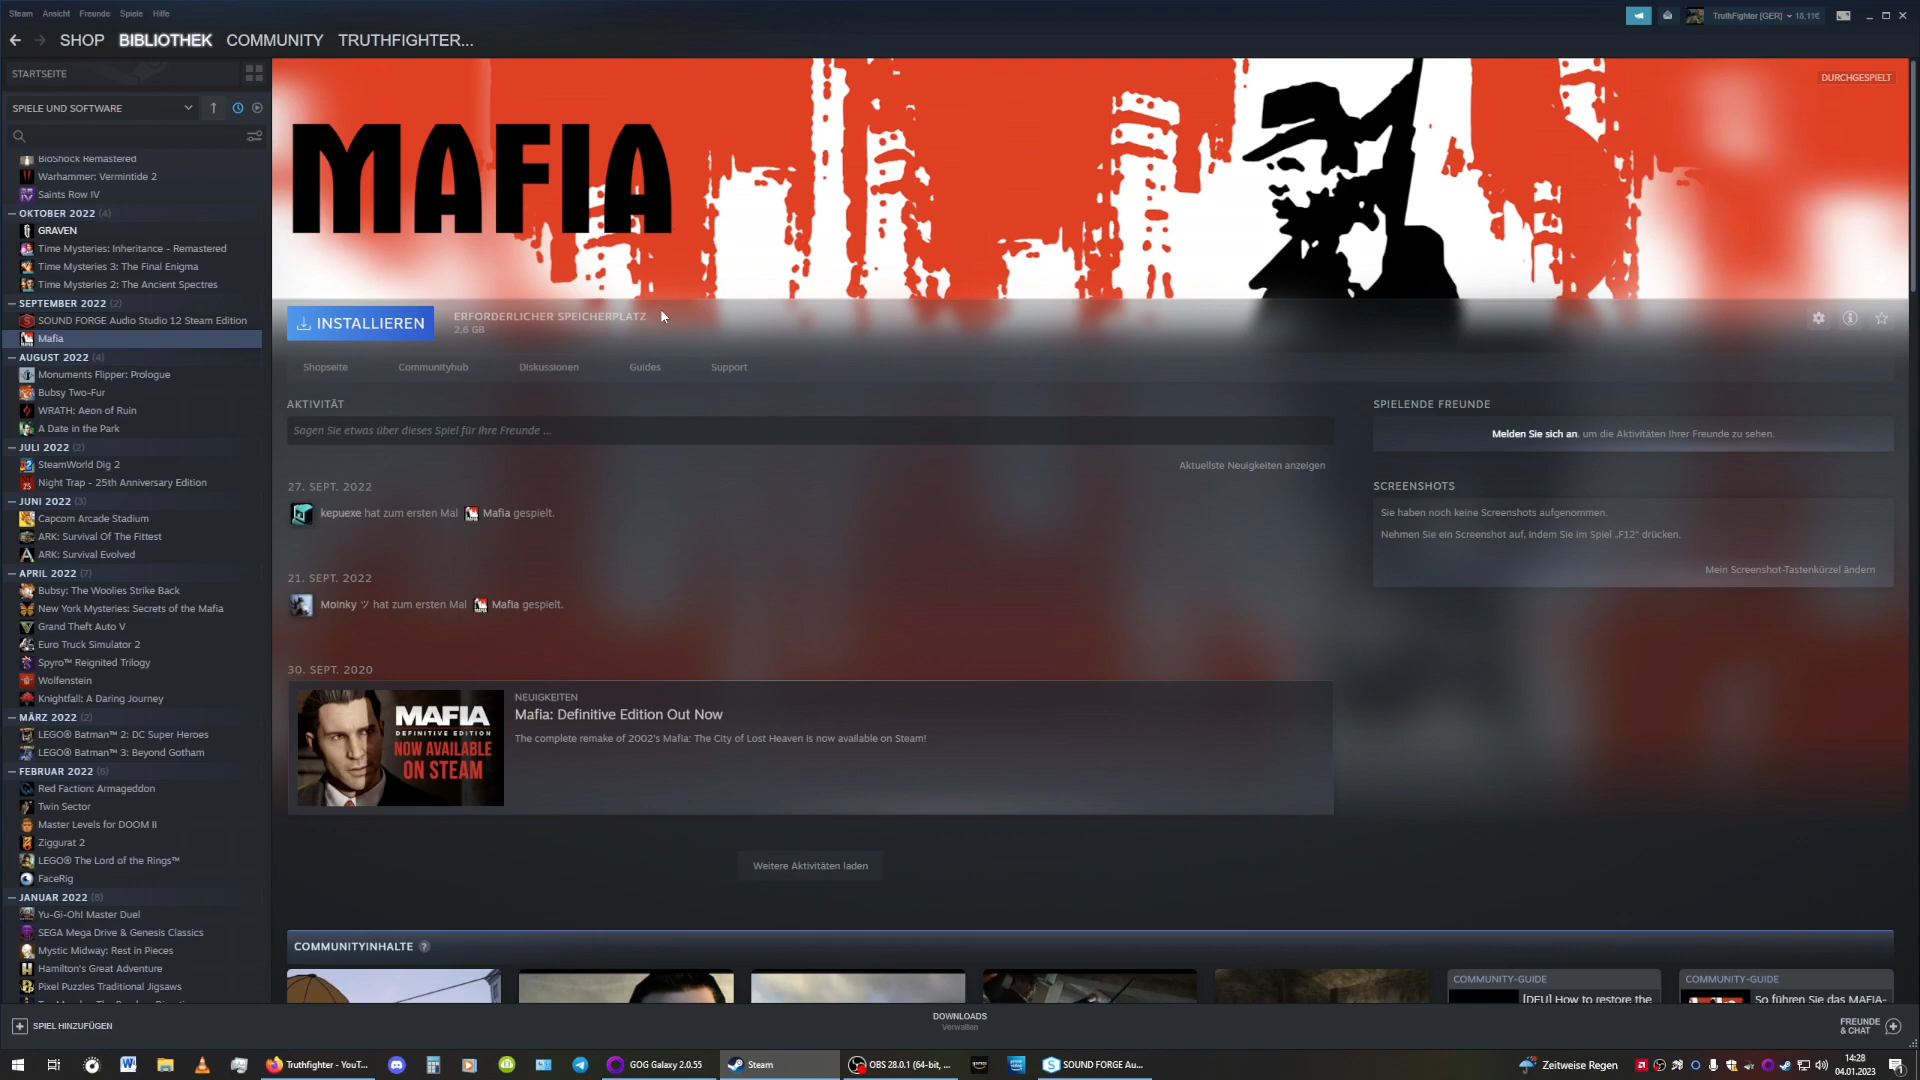 Steam Ansicht Freunde Spiele Hilfe
TruthFighter [GER] 18,11€
SHOP BIBLIOTHEK COMMUNITY TRUTHFIGHTER...
STARTSEITE
SPIELE UND SOFTWARE
BioShock Remastered
Warhammer: Vermintide 2
Saints Row IV
— OKTOBER 2022 (4)
GRAVEN
Time Mysteries: Inheritance - Remastered
Time Mysteries 3: The Final Enigma
Time Mysteries 2: The Ancient Spectres
— SEPTEMBER 2022 (2)
SOUND FORGE Audio Studio 12 Steam Edition
Mafia
— AUGUST 2022 (4)
Monuments Flipper: Prologue
Bubsy Two-Fur
WRATH: Aeon of Ruin
A Date in the Park
— JULI 2022 (2)
SteamWorld Dig 2
Night Trap - 25th Anniversary Edition
— JUNI 2022 (3)
Capcom Arcade Stadium
ARK: Survival Of The Fittest
ARK: Survival Evolved
— APRIL 2022 (7)
Bubsy: The Woolies Strike Back
New York Mysteries: Secrets of the Mafia
Grand Theft Auto V
Euro Truck Simulator 2
Spyro™ Reignited Trilogy
Wolfenstein
Knightfall: A Daring Journey
— MÄRZ 2022 (2)
LEGO® Batman™ 2: DC Super Heroes
LEGO® Batman™ 3: Beyond Gotham
— FEBRUAR 2022 (6)
Red Faction: Armageddon
Twin Sector
Master Levels for DOOM II
Ziggurat 2
LEGO® The Lord of the Rings™
FaceRig
— JANUAR 2022 (8)
Yu-Gi-Oh! Master Duel
SEGA Mega Drive & Genesis Classics
Mystic Midway: Rest in Pieces
Hamilton's Great Adventure
Pixel Puzzles Traditional Jigsaws
SPIEL HINZUFÜGEN
DURCHGESPIELT
MAFIA
INSTALLIEREN
ERFORDERLICHER SPEICHERPLATZ
2,6 GB
Shopseite Communityhub Diskussionen Guides Support
AKTIVITÄT
Sagen Sie etwas über dieses Spiel für Ihre Freunde ...
Aktuellste Neuigkeiten anzeigen
27. SEPT. 2022
kepuexe hat zum ersten Mal Mafia gespielt.
21. SEPT. 2022
Moinky ツ hat zum ersten Mal Mafia gespielt.
30. SEPT. 2020
MAFIA
DEFINITIVE EDITION
NOW AVAILABLE
ON STEAM
NEUIGKEITEN
Mafia: Definitive Edition Out Now
The complete remake of 2002's Mafia: The City of Lost Heaven is now available on Steam!
Weitere Aktivitäten laden
SPIELENDE FREUNDE
Melden Sie sich an, um die Aktivitäten Ihrer Freunde zu sehen.
SCREENSHOTS
Sie haben noch keine Screenshots aufgenommen.
Nehmen Sie ein Screenshot auf, indem Sie im Spiel „F12" drücken.
Mein Screenshot-Tastenkürzel ändern
COMMUNITYINHALTE ?
COMMUNITY-GUIDE
[DEU] How to restore the
COMMUNITY-GUIDE
So führen Sie das MAFIA-
DOWNLOADS
Verwalten
FREUNDE
& CHAT
Truthfighter - YouT...
GOG Galaxy 2.0.55
Steam
OBS 28.0.1 (64-bit, ...
SOUND FORGE Au...
Zeitweise Regen
14:28
04.01.2023